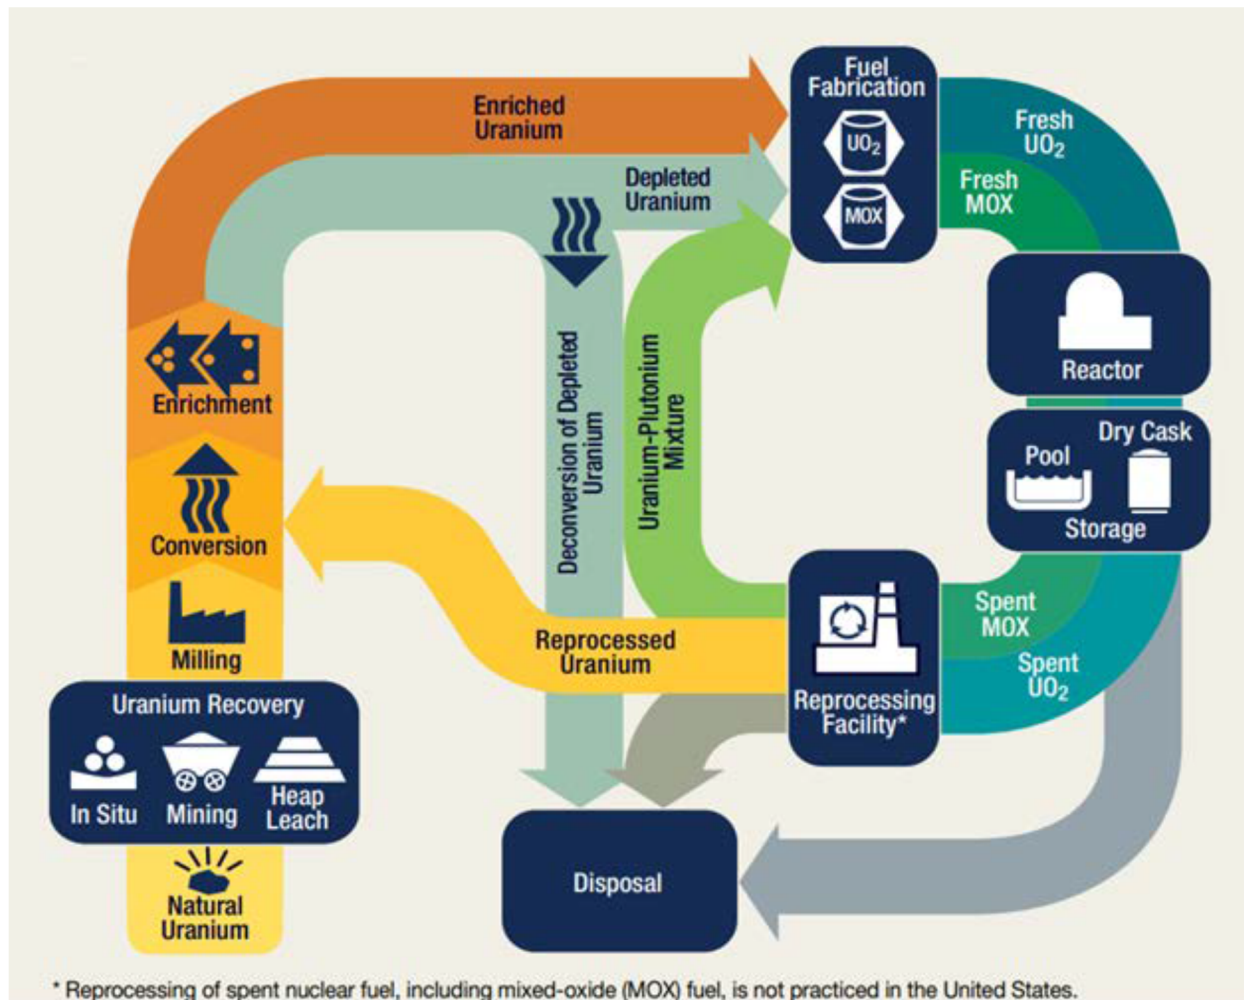 Fuel
Fabrication
UO₂
MOX
Enriched
Uranium
Depleted
Uranium
Fresh
UO₂
Fresh
MOX
Reactor
Dry Cask
Pool
Storage
Enrichment
Conversion
Milling
Uranium Recovery
In Situ
Mining
Heap
Leach
Natural
Uranium
Deconversion of Depleted
Uranium
Uranium-Plutonium
Mixture
Reprocessed
Uranium
Reprocessing
Facility*
Spent
MOX
Spent
UO₂
Disposal
* Reprocessing of spent nuclear fuel, including mixed-oxide (MOX) fuel, is not practiced in the United States.